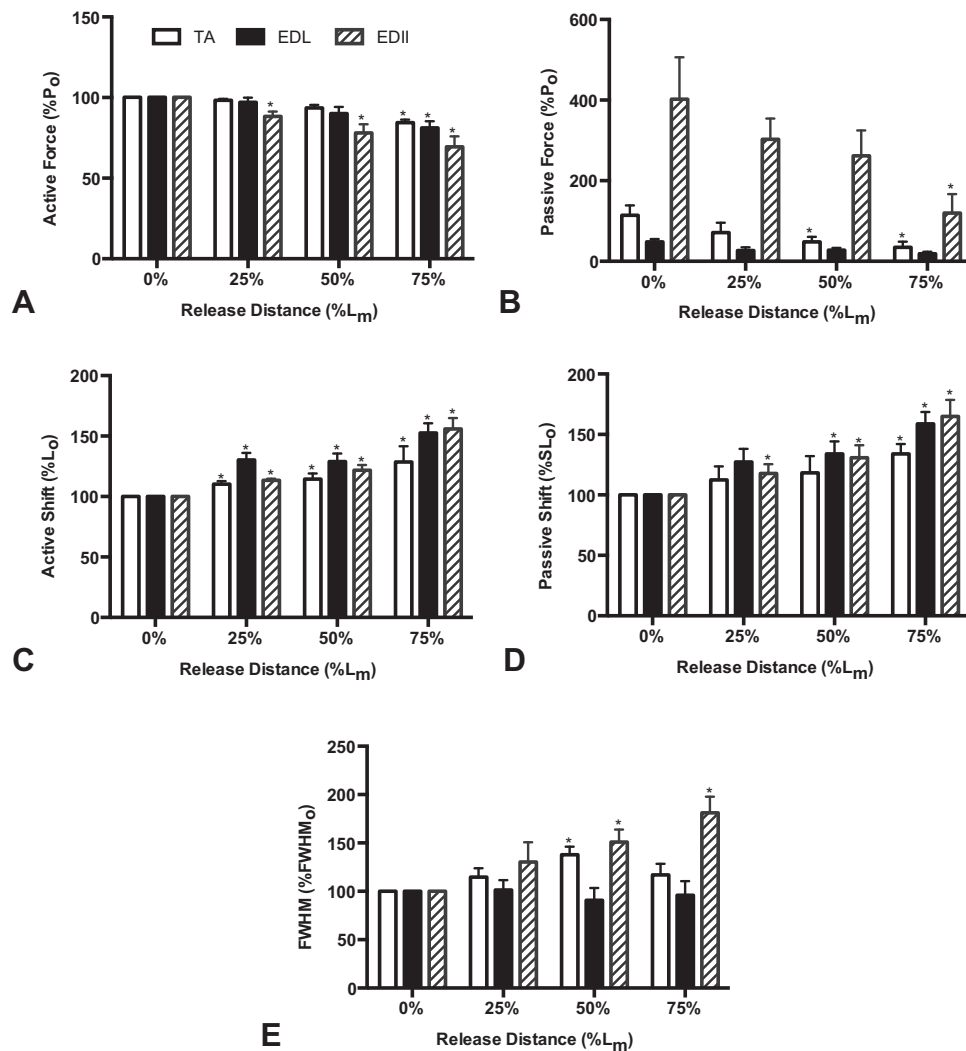 TA EDL EDII
150
100
50
0
Active Force (%Po)
0% 25% 50% 75%
Release Distance (%Lm)
* * * * *
A
600
400
200
0
Passive Force (%Po)
0% 25% 50% 75%
Release Distance (%Lm)
* * *
B
200
150
100
50
0
Active Shift (%Lo)
0% 25% 50% 75%
Release Distance (%Lm)
* * * * * * * *
C
200
150
100
50
0
Passive Shift (%SLo)
0% 25% 50% 75%
Release Distance (%Lm)
* * * * * *
D
250
200
150
100
50
0
FWHM (%FWHMo)
0% 25% 50% 75%
Release Distance (%Lm)
* * *
E